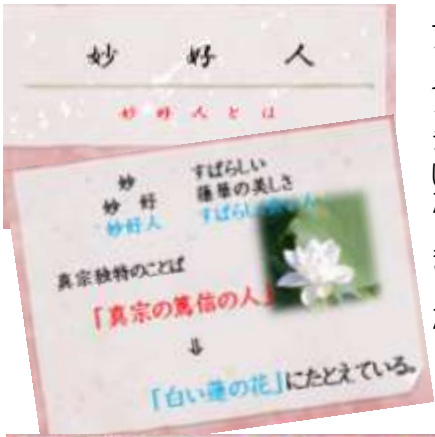 妙 好 人
妙 好 人 と は
妙 すばらしい
妙 好 蓮華の美しさ
妙好人 すばらしい
真宗独特のことば
「真宗の篤信の人」
⇓
「白い蓮の花」にたとえている。